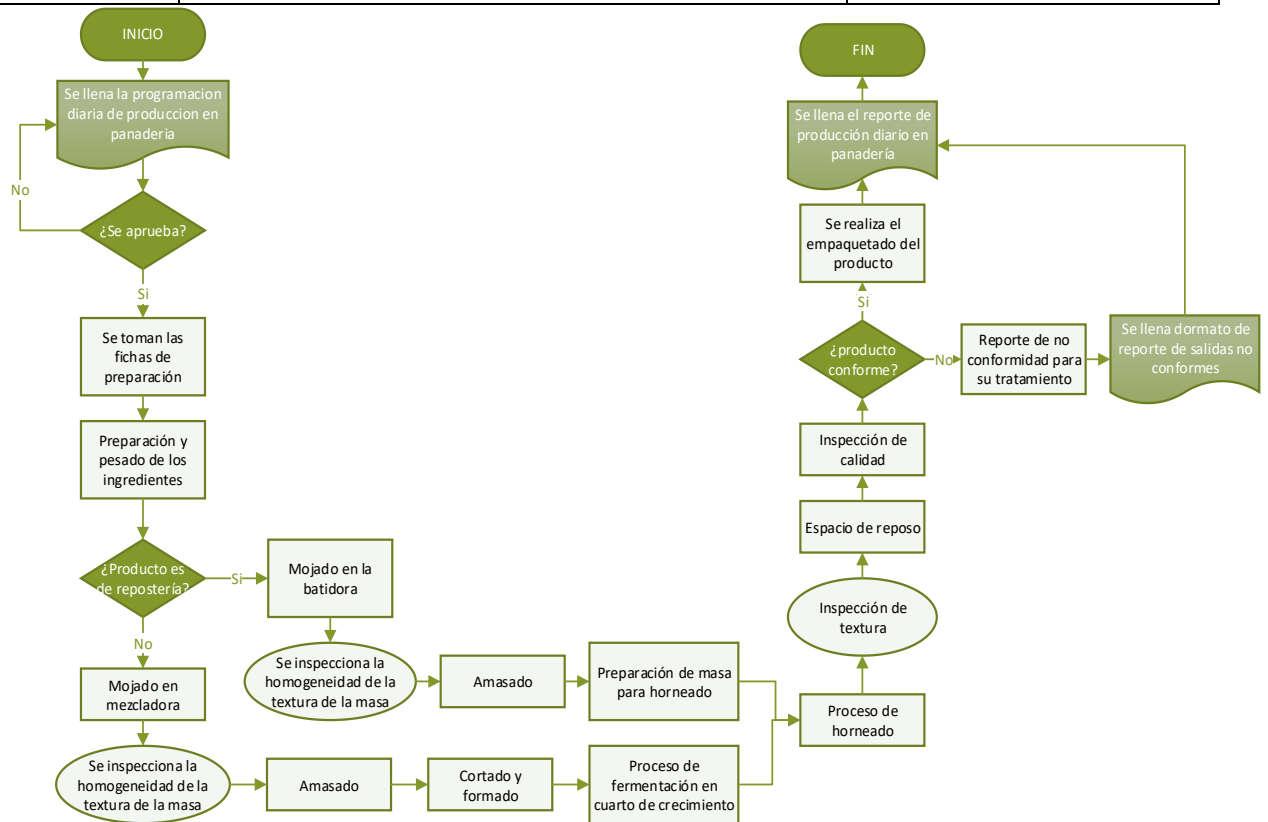 INICIO
Se llena la programacion
diaria de produccion en
panaderia
No
¿Se aprueba?
Si
Se toman las
fichas de
preparación
Preparación y
pesado de los
ingredientes
¿Producto es
de repostería?
Si
Mojado en la
batidora
Se inspecciona la
homogeneidad de la
textura de la masa
Amasado
Preparación de masa
para horneado
No
Mojado en
mezcladora
Se inspecciona la
homogeneidad de la
textura de la masa
Amasado
Cortado y
formado
Proceso de
fermentación en
cuarto de crecimiento
Proceso de
horneado
Inspección de
textura
Espacio de reposo
Inspección de
calidad
¿producto
conforme?
No
Reporte de no
conformidad para
su tratamiento
Se llena dormato de
reporte de salidas no
conformes
Si
Se realiza el
empaquetado del
producto
Se llena el reporte de
producción diario en
panadería
FIN